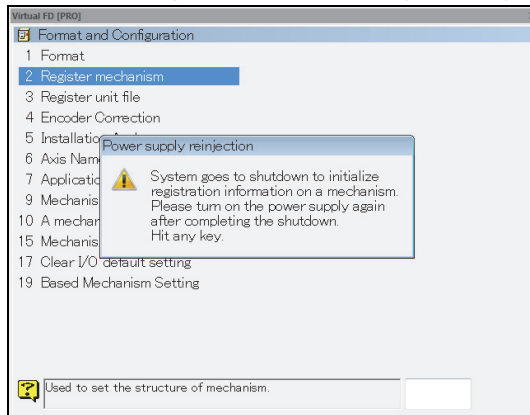 Virtual FD [PRO]
Format and Configuration
1 Format
2 Register mechanism
3 Register unit file
4 Encoder Correction
5 Installatio
6 Axis Nam
7 Applicatio
9 Mechanis
10 A mechar
15 Mechanis
17 Clear I/O default setting
19 Based Mechanism Setting
Power supply reinjection
System goes to shutdown to initialize
registration information on a mechanism.
Please turn on the power supply again
after completing the shutdown.
Hit any key.
Used to set the structure of mechanism.